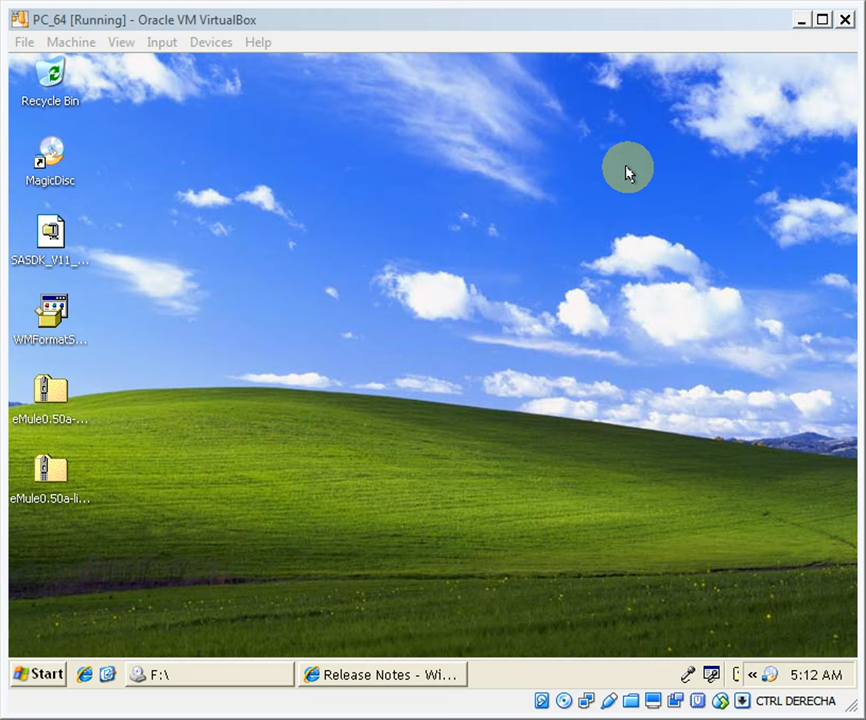 PC_64 [Running] - Oracle VM VirtualBox
File Machine View Input Devices Help
Recycle Bin
MagicDisc
SASDK_V11_...
WMFormatS...
eMule0.50a-...
eMule0.50a-li...
Start F:\ Release Notes - Wi... « 5:12 AM
CTRL DERECHA